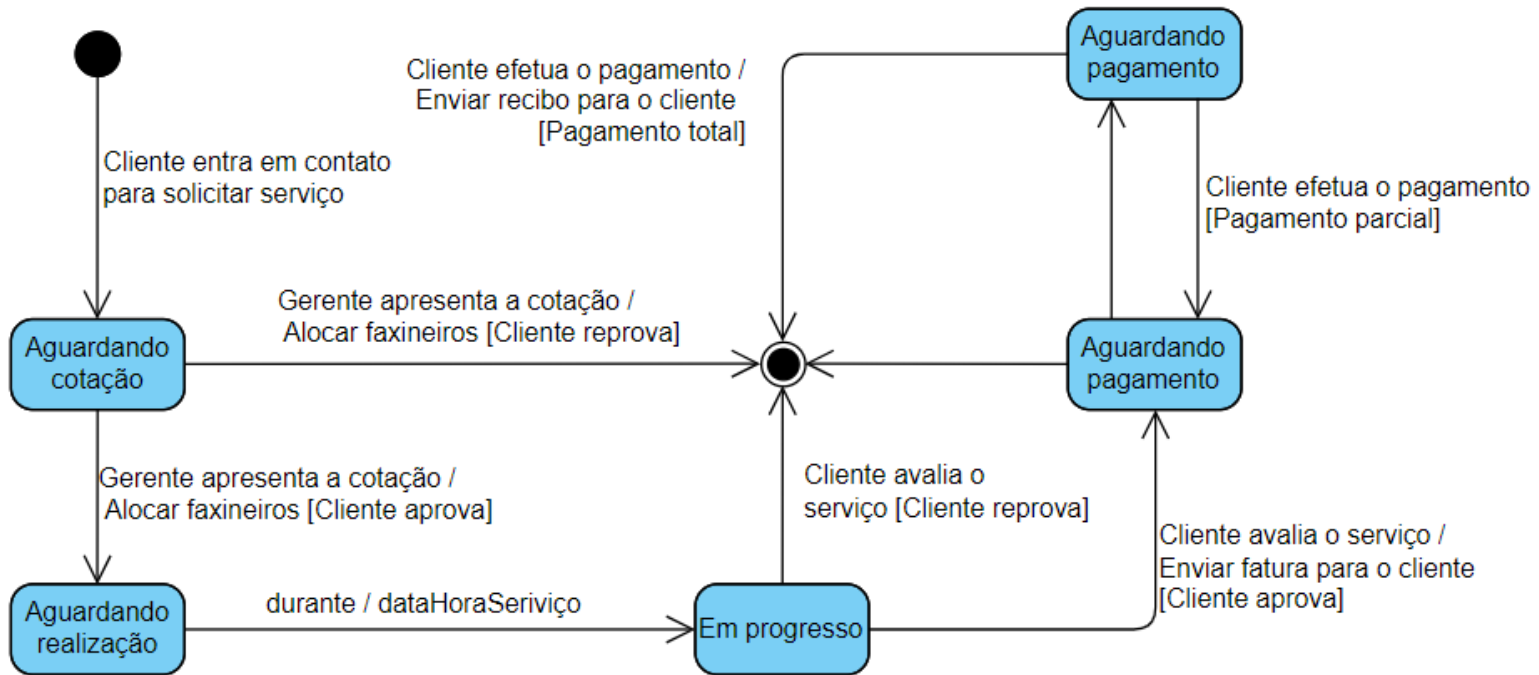 Aguardando
pagamento
Cliente efetua o pagamento /
Enviar recibo para o cliente
[Pagamento total]
Cliente entra em contato
para solicitar serviço
Cliente efetua o pagamento
[Pagamento parcial]
Gerente apresenta a cotação /
Alocar faxineiros [Cliente reprova]
Aguardando
cotação
Aguardando
pagamento
Gerente apresenta a cotação /
Alocar faxineiros [Cliente aprova]
Cliente avalia o
serviço [Cliente reprova]
Cliente avalia o serviço /
Enviar fatura para o cliente
[Cliente aprova]
Aguardando
realização
durante / dataHoraSeriviço
Em progresso